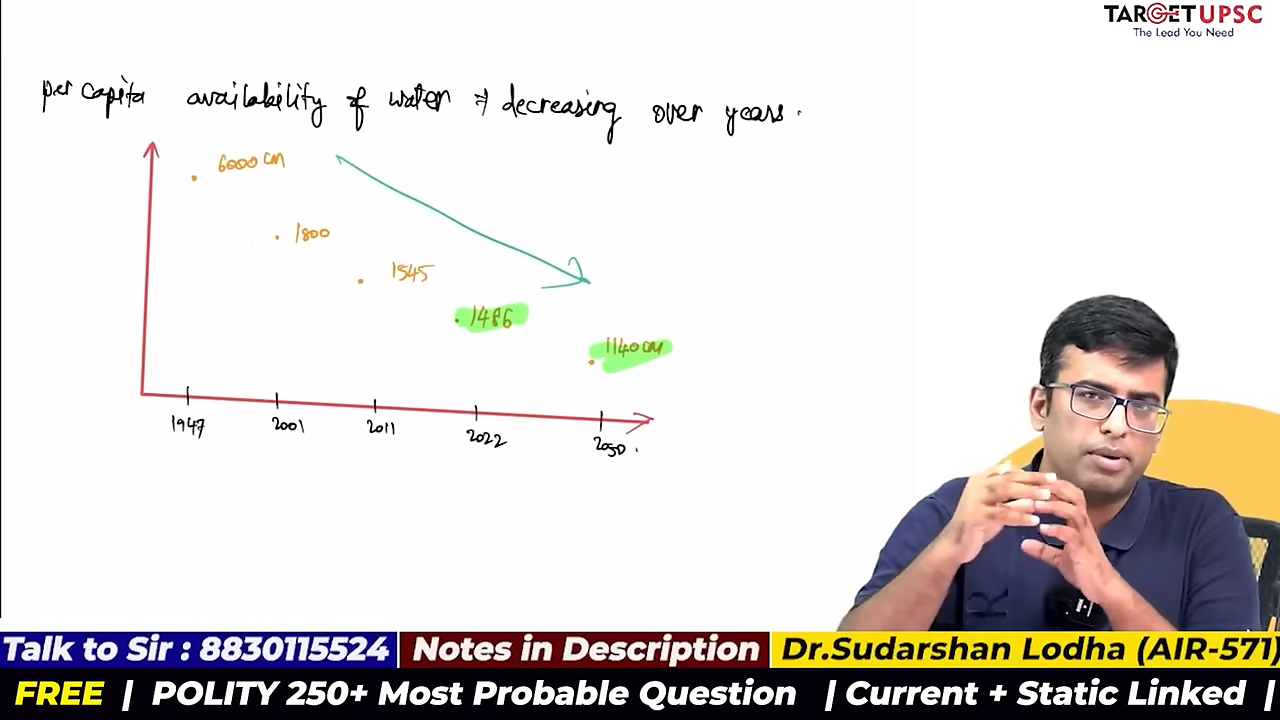 TARGET UPSC
The Lead You Need
per capita availability of water ⇒ decreasing over years.
6000 CM
1800
1545
1486
1140 CM
1947
2001
2011
2022
2050.
Talk to Sir : 8830115524 Notes in Description Dr.Sudarshan Lodha (AIR-571)
FREE | POLITY 250+ Most Probable Question | Current + Static Linked |